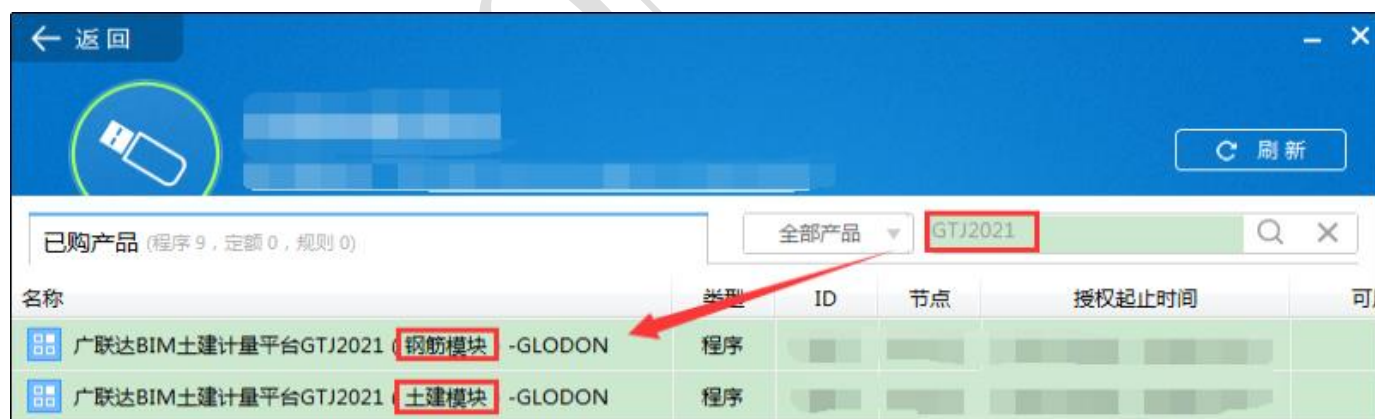 ← 返回
刷新
已购产品 (程序 9，定额 0，规则 0) 全部产品 GTJ2021
名称 类型 ID 节点 授权起止时间
广联达BIM土建计量平台GTJ2021 (钢筋模块 -GLODON 程序
广联达BIM土建计量平台GTJ2021 (土建模块 -GLODON 程序